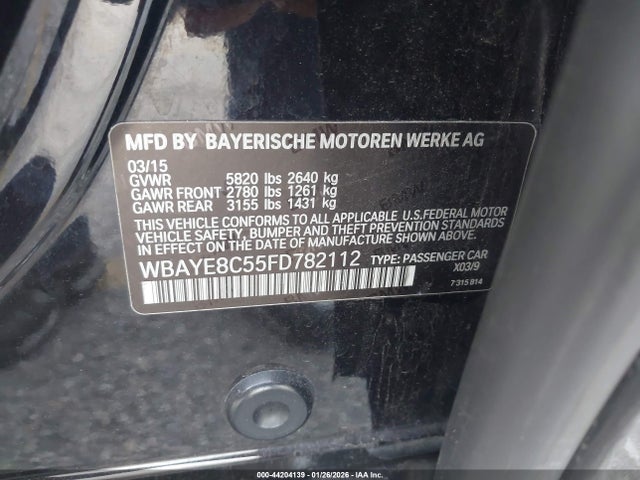 MFD BY BAYERISCHE MOTOREN WERKE AG
03/15
GVWR 5820 lbs 2640 kg
GAWR FRONT 2780 lbs 1261 kg
GAWR REAR 3155 lbs 1431 kg
THIS VEHICLE CONFORMS TO ALL APPLICABLE U.S.FEDERAL MOTOR
VEHICLE SAFETY, BUMPER AND THEFT PREVENTION STANDARDS
IN EFFECT ON THE DATE OF MANUFACTURE SHOWN ABOVE.
WBAYE8C55FD782112 TYPE: PASSENGER CAR
X03/9
7 315 814
000-44204139 - 01/26/2026 - IAA Inc.